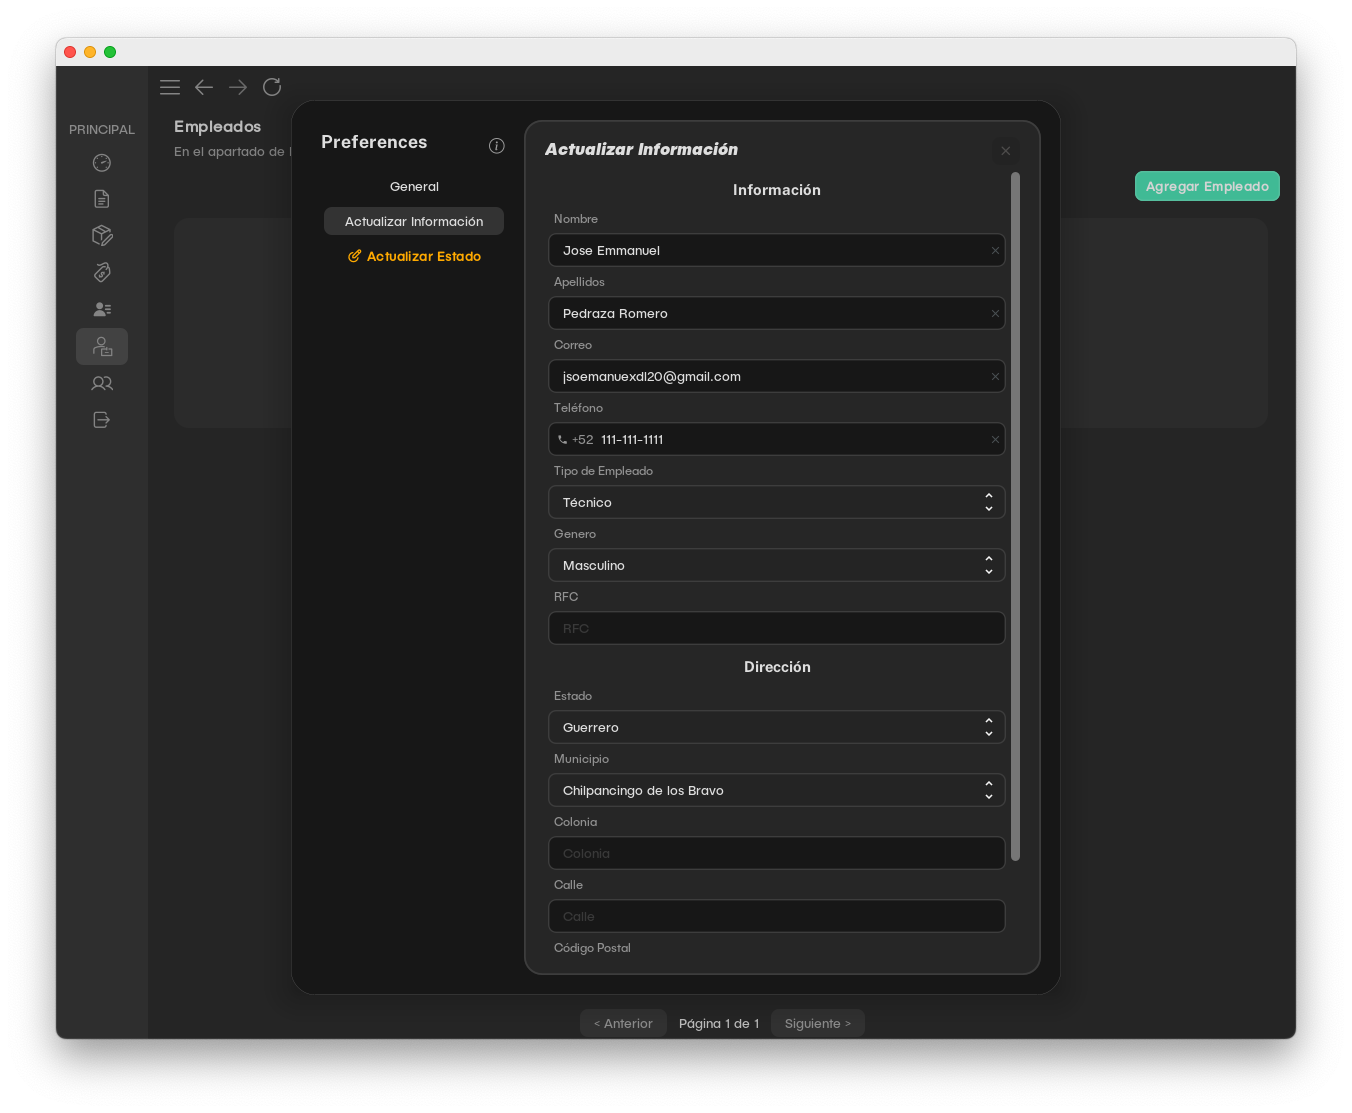 PRINCIPAL
Empleados
En el apartado de
Agregar Empleado
Preferences
General
Actualizar Información
Actualizar Estado
Actualizar Información
Información
Nombre
Jose Emmanuel
Apellidos
Pedraza Romero
Correo
jsoemanuexdl20@gmail.com
Teléfono
+52 111-111-1111
Tipo de Empleado
Técnico
Genero
Masculino
RFC
RFC
Dirección
Estado
Guerrero
Municipio
Chilpancingo de los Bravo
Colonia
Colonia
Calle
Calle
Código Postal
< Anterior Página 1 de 1 Siguiente >